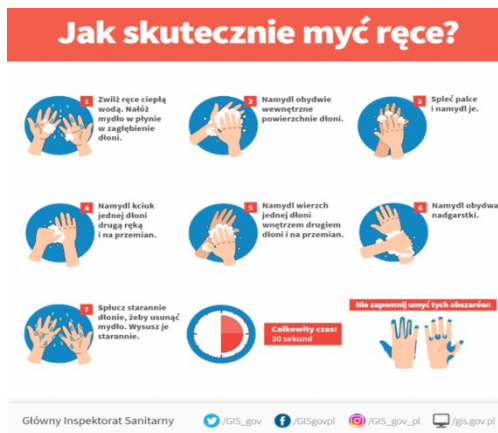 Jak skutecznie myć ręce?
1
Zwilż ręce ciepłą
wodą. Nałóż
mydło w płynie
w zagłębienie
dłoni.
2
Namydl obydwie
wewnętrzne
powierzchnie dłoni.
3
Spleć palce
i namydl je.
4
Namydl kciuk
jednej dłoni
drugą ręką
i na przemian.
5
Namydl wierzch
jednej dłoni
wnętrzem drugiem
dłoni i na przemian.
6
Namydl obydwa
nadgarstki.
7
Spłucz starannie
dłonie, żeby usunąć
mydło. Wysusz je
starannie.
Całkowity czas:
30 sekund
Nie zapomnij umyć tych obszarów:
Główny Inspektorat Sanitarny
/GIS_gov
/GISgovpl
/GIS_gov_pl
/gis.gov.pl